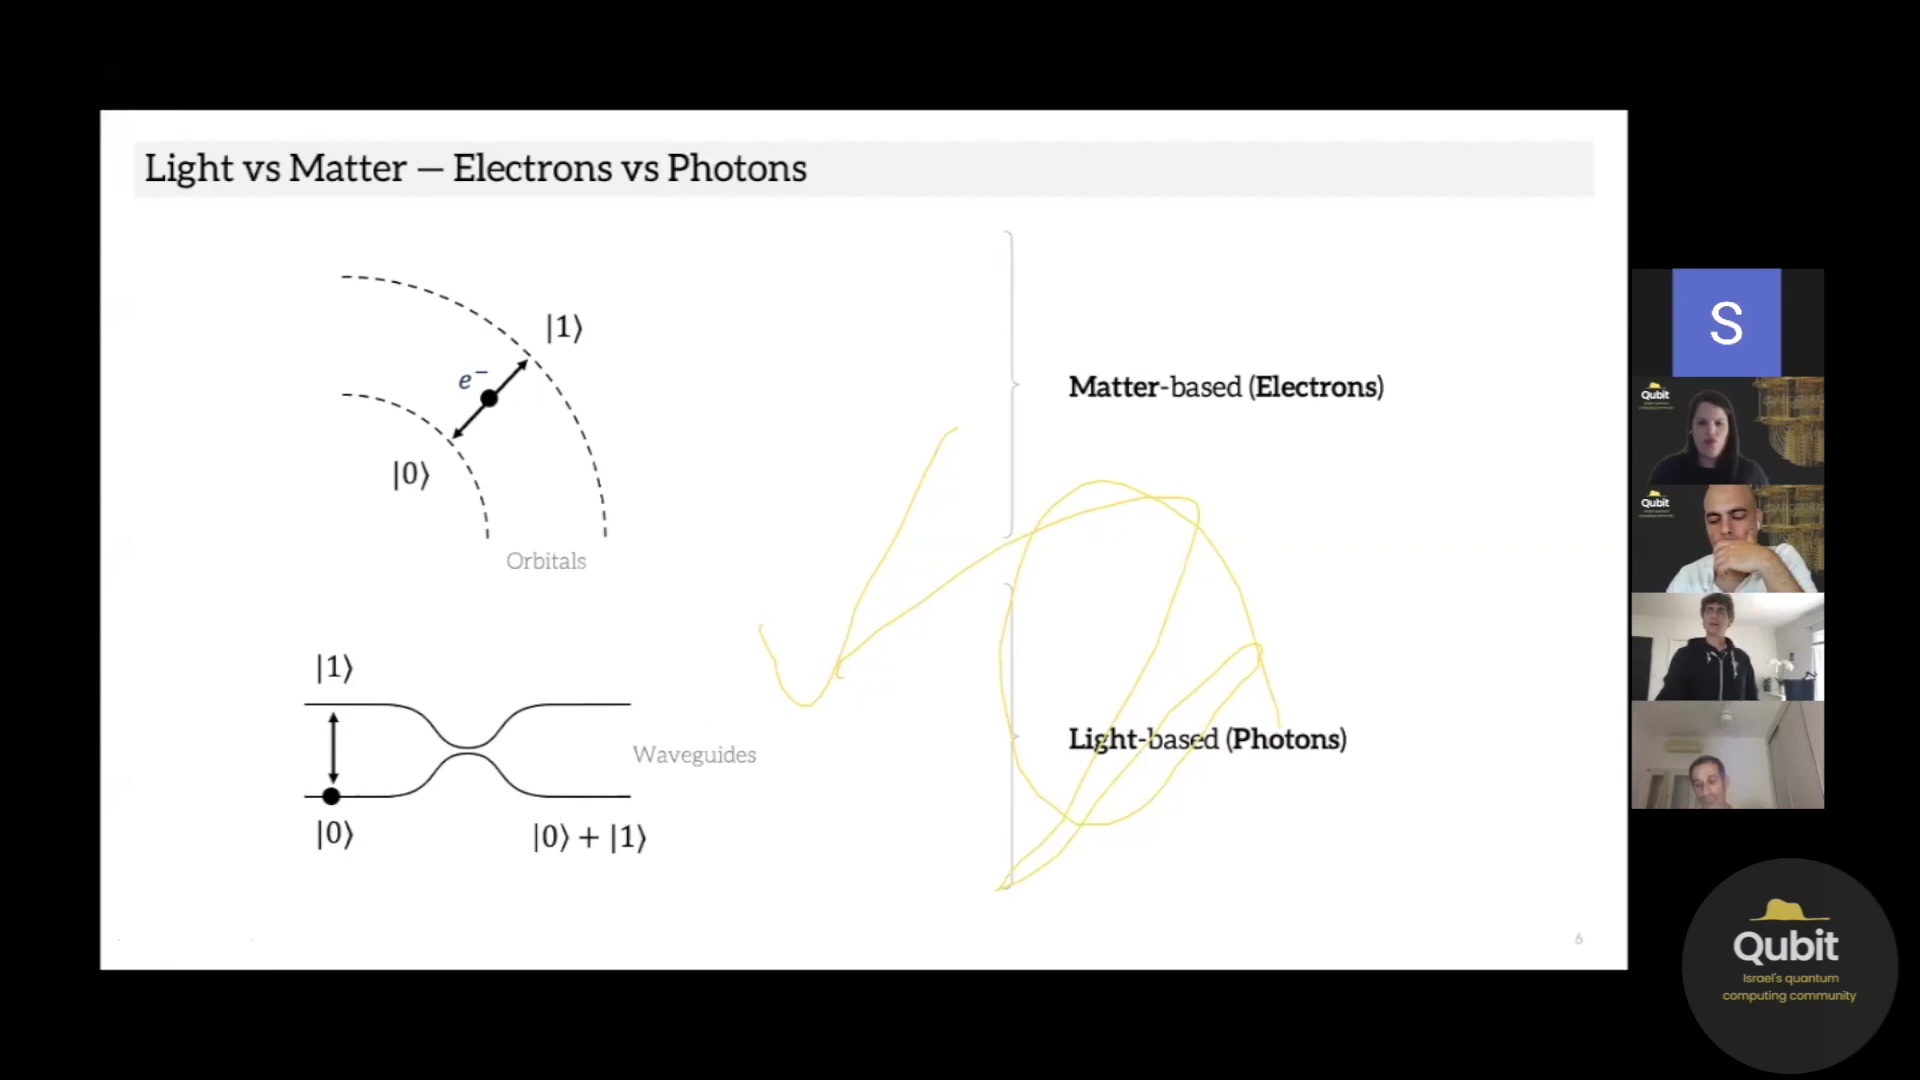 Light vs Matter — Electrons vs Photons
|1⟩
e⁻
|0⟩
Orbitals
Matter-based (Electrons)
|1⟩
Waveguides
|0⟩
|0⟩ + |1⟩
Light-based (Photons)
6
S
Qubit
Qubit
Qubit
Israel's quantum
computing community